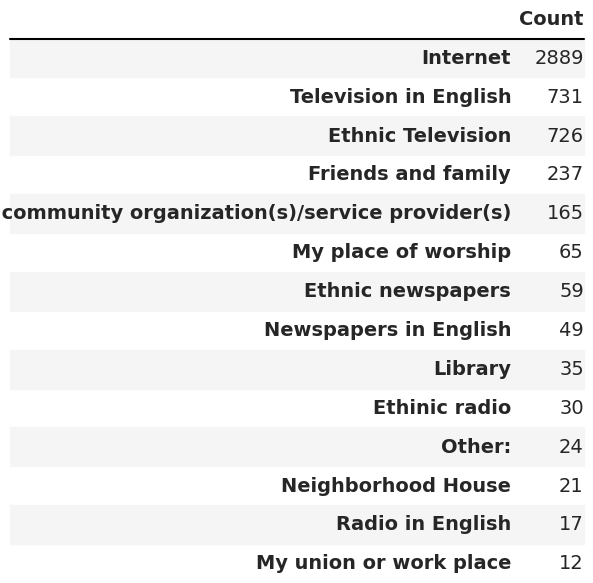 Count
Internet 2889
Television in English 731
Ethnic Television 726
Friends and family 237
community organization(s)/service provider(s) 165
My place of worship 65
Ethnic newspapers 59
Newspapers in English 49
Library 35
Ethinic radio 30
Other: 24
Neighborhood House 21
Radio in English 17
My union or work place 12